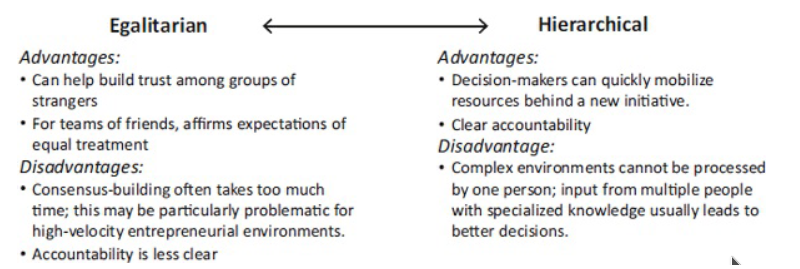 Egalitarian
Advantages:
• Can help build trust among groups of
strangers
• For teams of friends, affirms expectations of
equal treatment
Disadvantages:
• Consensus-building often takes too much
time; this may be particularly problematic for
high-velocity entrepreneurial environments.
• Accountability is less clear
Hierarchical
Advantages:
• Decision-makers can quickly mobilize
resources behind a new initiative.
• Clear accountability
Disadvantage:
• Complex environments cannot be processed
by one person; input from multiple people
with specialized knowledge usually leads to
better decisions.